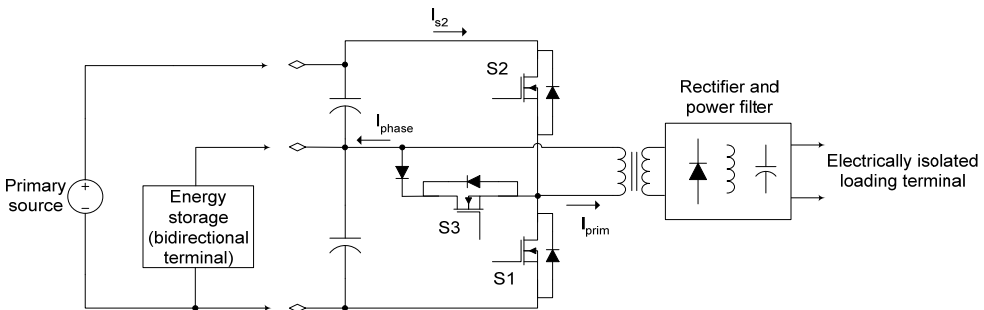 I_s2
S2
Rectifier and
power filter
I_phase
Primary
source
+
−
Energy
storage
(bidirectional
terminal)
S3
I_prim
Electrically isolated
loading terminal
S1